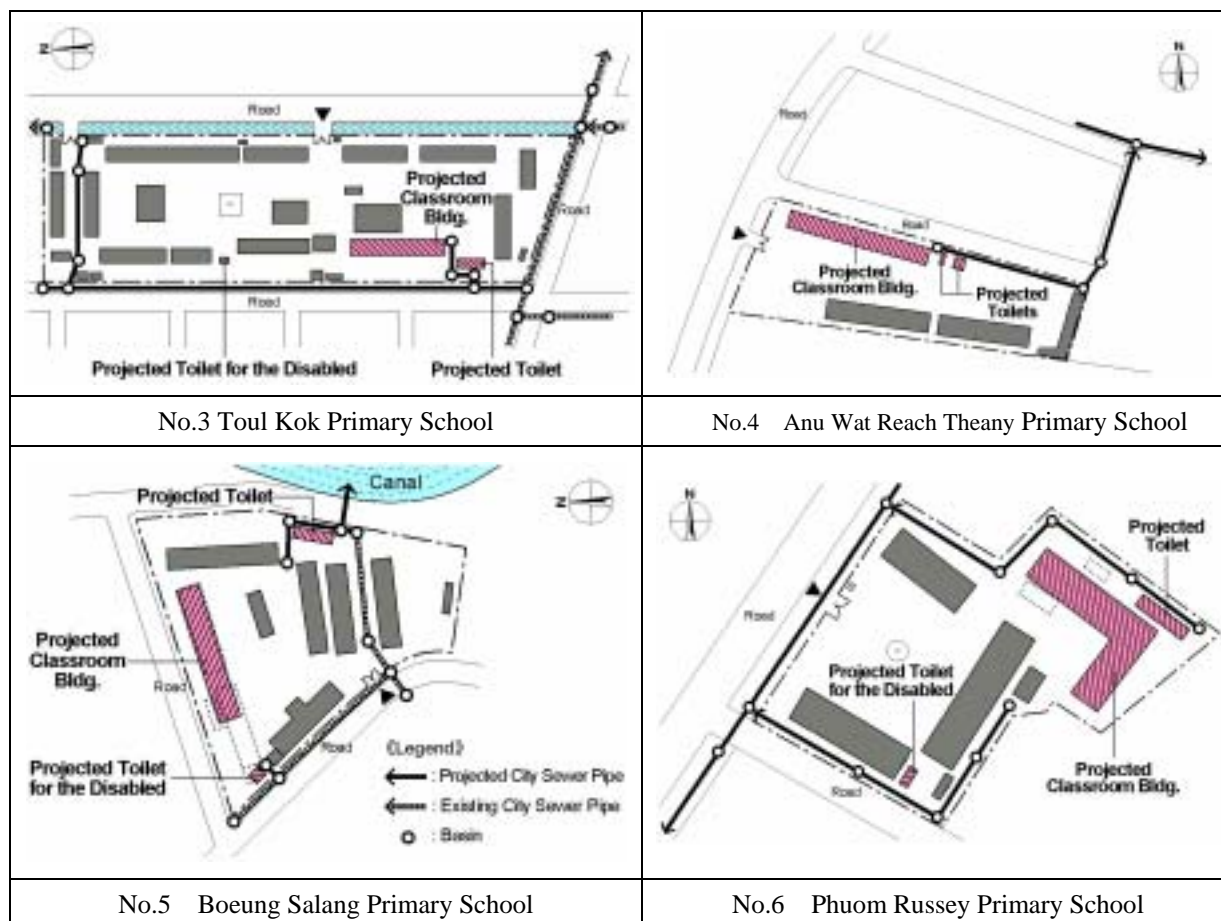 N
Road
Projected
Classroom
Bldg.
Road
Road
Projected Toilet for the Disabled
Projected Toilet
No.3 Toul Kok Primary School
N
Road
Road
Projected
Classroom Bldg.
Projected
Toilets
No.4 Anu Wat Reach Theany Primary School
Canal
Projected Toilet
N
Projected
Classroom
Bldg.
Road
Projected Toilet
for the Disabled
Road
《Legend》
: Projected City Sewer Pipe
: Existing City Sewer Pipe
: Basin
No.5 Boeung Salang Primary School
N
Projected
Toilet
Road
Projected Toilet
for the Disabled
Road
Projected
Classroom Bldg.
No.6 Phuom Russey Primary School